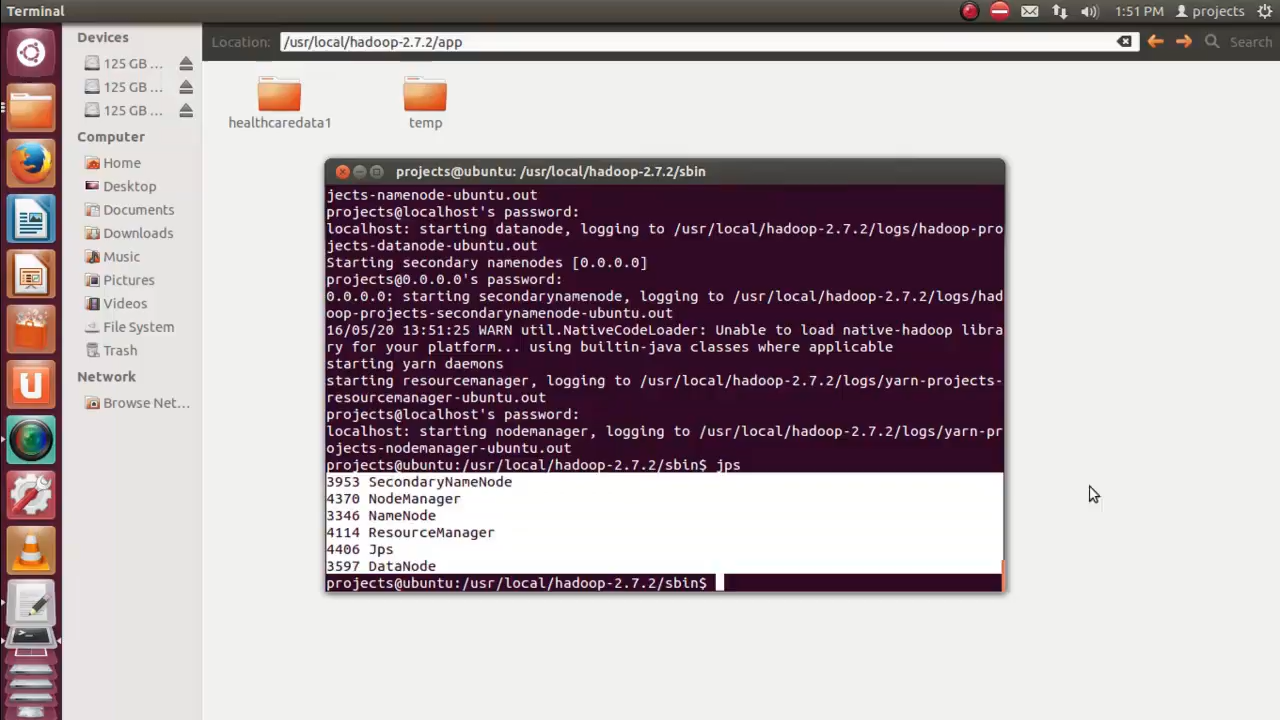 Terminal
1:51 PM
projects
Devices
125 GB ...
125 GB ...
125 GB ...
Computer
Home
Desktop
Documents
Downloads
Music
Pictures
Videos
File System
Trash
Network
Browse Net...
Location: /usr/local/hadoop-2.7.2/app
Search
healthcaredata1
temp
projects@ubuntu: /usr/local/hadoop-2.7.2/sbin
jects-namenode-ubuntu.out
projects@localhost's password:
localhost: starting datanode, logging to /usr/local/hadoop-2.7.2/logs/hadoop-pro
jects-datanode-ubuntu.out
Starting secondary namenodes [0.0.0.0]
projects@0.0.0.0's password:
0.0.0.0: starting secondarynamenode, logging to /usr/local/hadoop-2.7.2/logs/had
oop-projects-secondarynamenode-ubuntu.out
16/05/20 13:51:25 WARN util.NativeCodeLoader: Unable to load native-hadoop libra
ry for your platform... using builtin-java classes where applicable
starting yarn daemons
starting resourcemanager, logging to /usr/local/hadoop-2.7.2/logs/yarn-projects-
resourcemanager-ubuntu.out
projects@localhost's password:
localhost: starting nodemanager, logging to /usr/local/hadoop-2.7.2/logs/yarn-pr
ojects-nodemanager-ubuntu.out
projects@ubuntu:/usr/local/hadoop-2.7.2/sbin$ jps
3953 SecondaryNameNode
4370 NodeManager
3346 NameNode
4114 ResourceManager
4406 Jps
3597 DataNode
projects@ubuntu:/usr/local/hadoop-2.7.2/sbin$